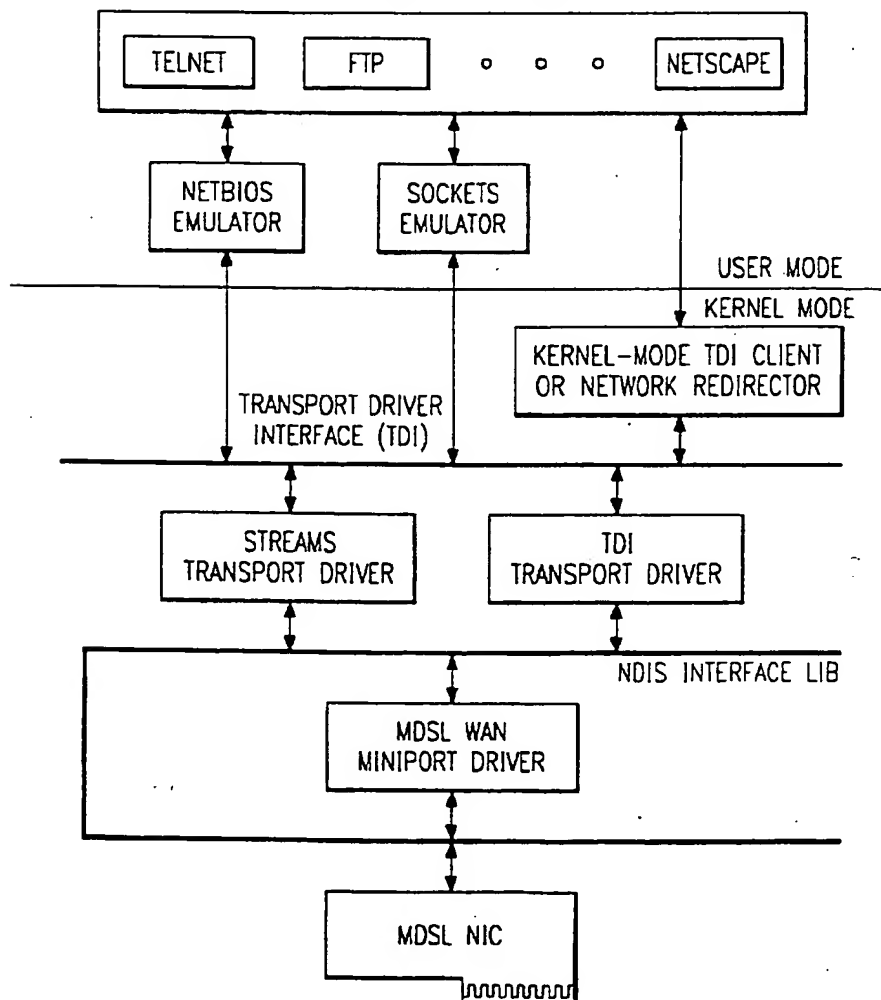 TELNET
FTP
NETSCAPE
NETBIOS
EMULATOR
SOCKETS
EMULATOR
USER MODE
KERNEL MODE
KERNEL-MODE TDI CLIENT
OR NETWORK REDIRECTOR
TRANSPORT DRIVER
INTERFACE (TDI)
STREAMS
TRANSPORT DRIVER
TDI
TRANSPORT DRIVER
NDIS INTERFACE LIB
MDSL WAN
MINIPORT DRIVER
MDSL NIC